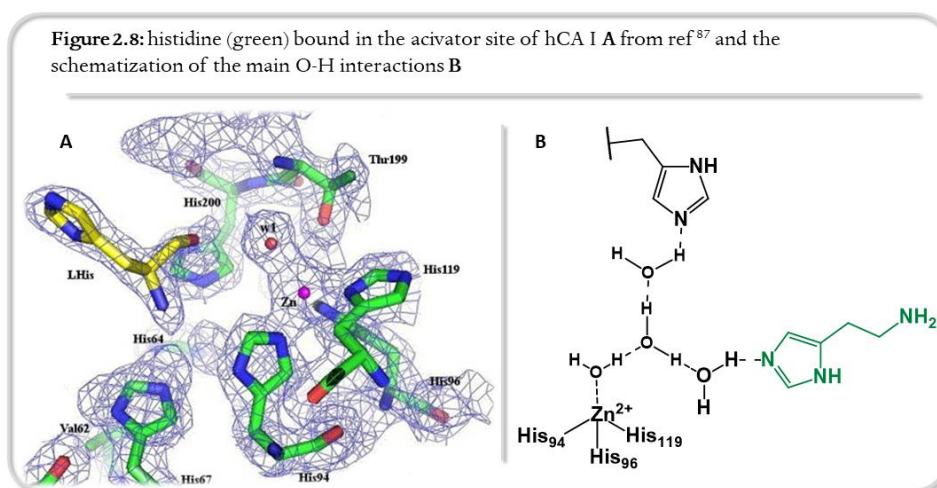 Figure 2.8: histidine (green) bound in the acivator site of hCA I A from ref 87 and the
schematization of the main O-H interactions B
A
Thr199
His200
w1
LHis
His119
Zn
His64
His96
Val62
His67
His94
B
NH
N
H
H
O
H
O
H
H
H
H
N
NH2
O
O
H
NH
Zn2+
His94
His119
His96